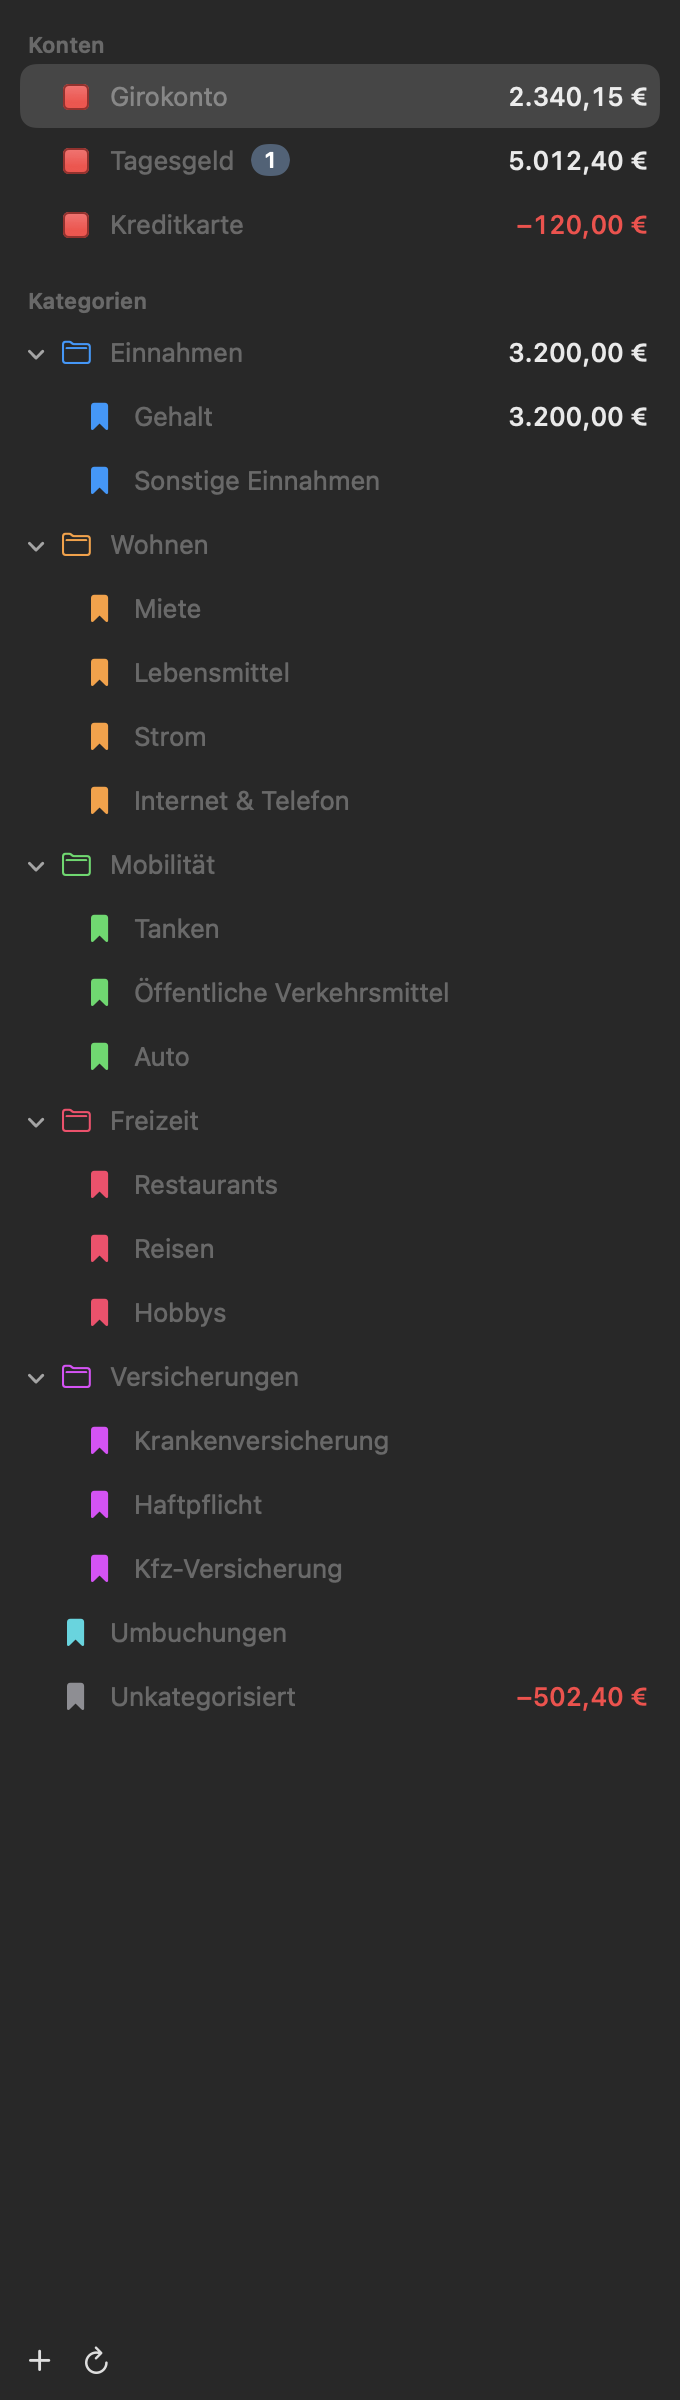 Konten
Girokonto 2.340,15 €
Tagesgeld 1 5.012,40 €
Kreditkarte −120,00 €
Kategorien
Einnahmen 3.200,00 €
Gehalt 3.200,00 €
Sonstige Einnahmen
Wohnen
Miete
Lebensmittel
Strom
Internet & Telefon
Mobilität
Tanken
Öffentliche Verkehrsmittel
Auto
Freizeit
Restaurants
Reisen
Hobbys
Versicherungen
Krankenversicherung
Haftpflicht
Kfz-Versicherung
Umbuchungen
Unkategorisiert −502,40 €